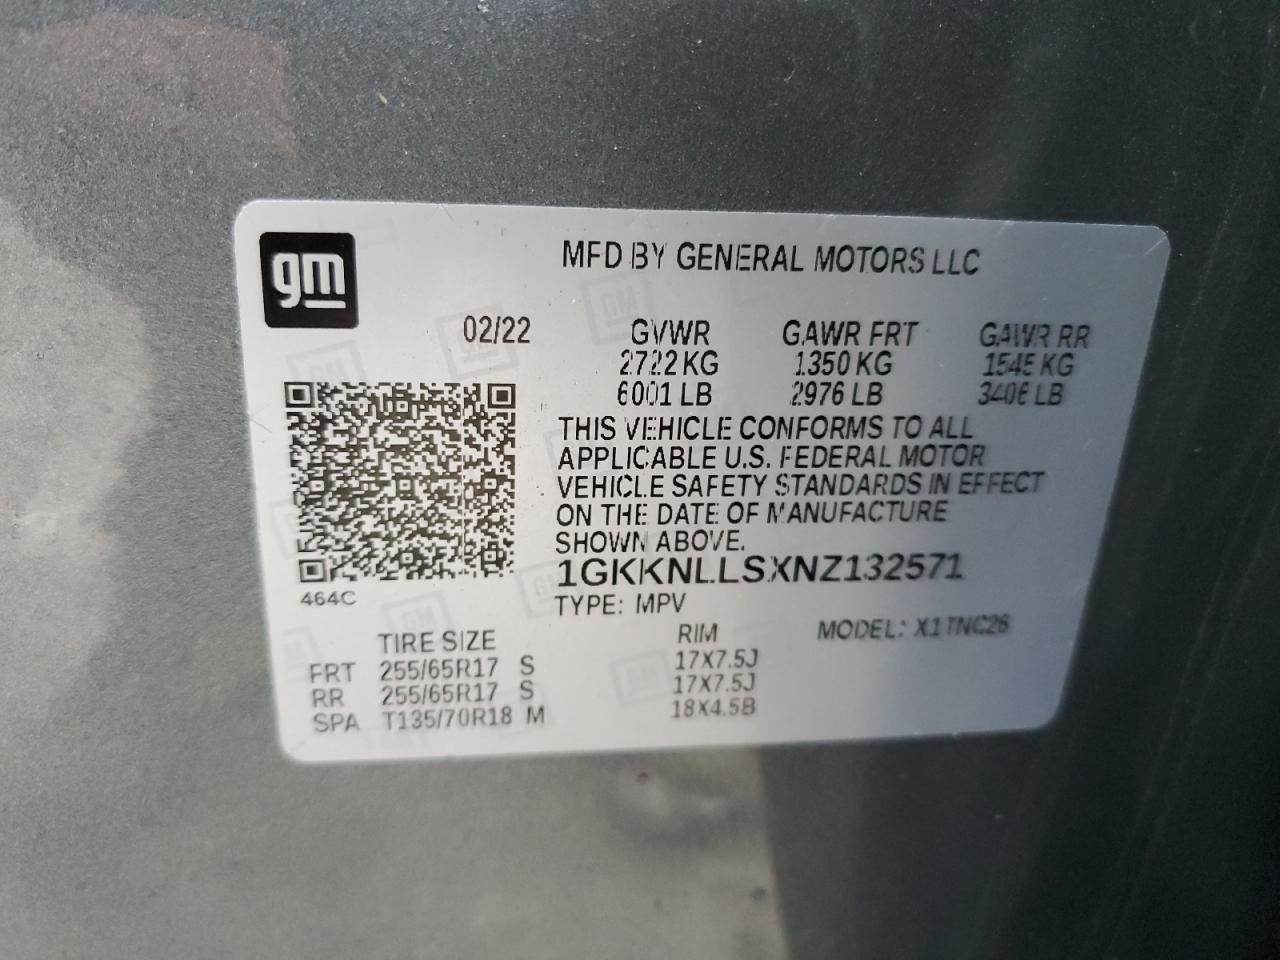 gm
MFD BY GENERAL MOTORS LLC
02/22 GVWR GAWR FRT GAWR RR
2722 KG 1350 KG 1545 KG
6001 LB 2976 LB 3406 LB
THIS VEHICLE CONFORMS TO ALL
APPLICABLE U.S. FEDERAL MOTOR
VEHICLE SAFETY STANDARDS IN EFFECT
ON THE DATE OF MANUFACTURE
SHOWN ABOVE.
1GKKNLLSXNZ132571
464C
TYPE: MPV
MODEL: X1TNC26
TIRE SIZE RIM
FRT 255/65R17 S 17X7.5J
RR 255/65R17 S 17X7.5J
SPA T135/70R18 M 18X4.5B